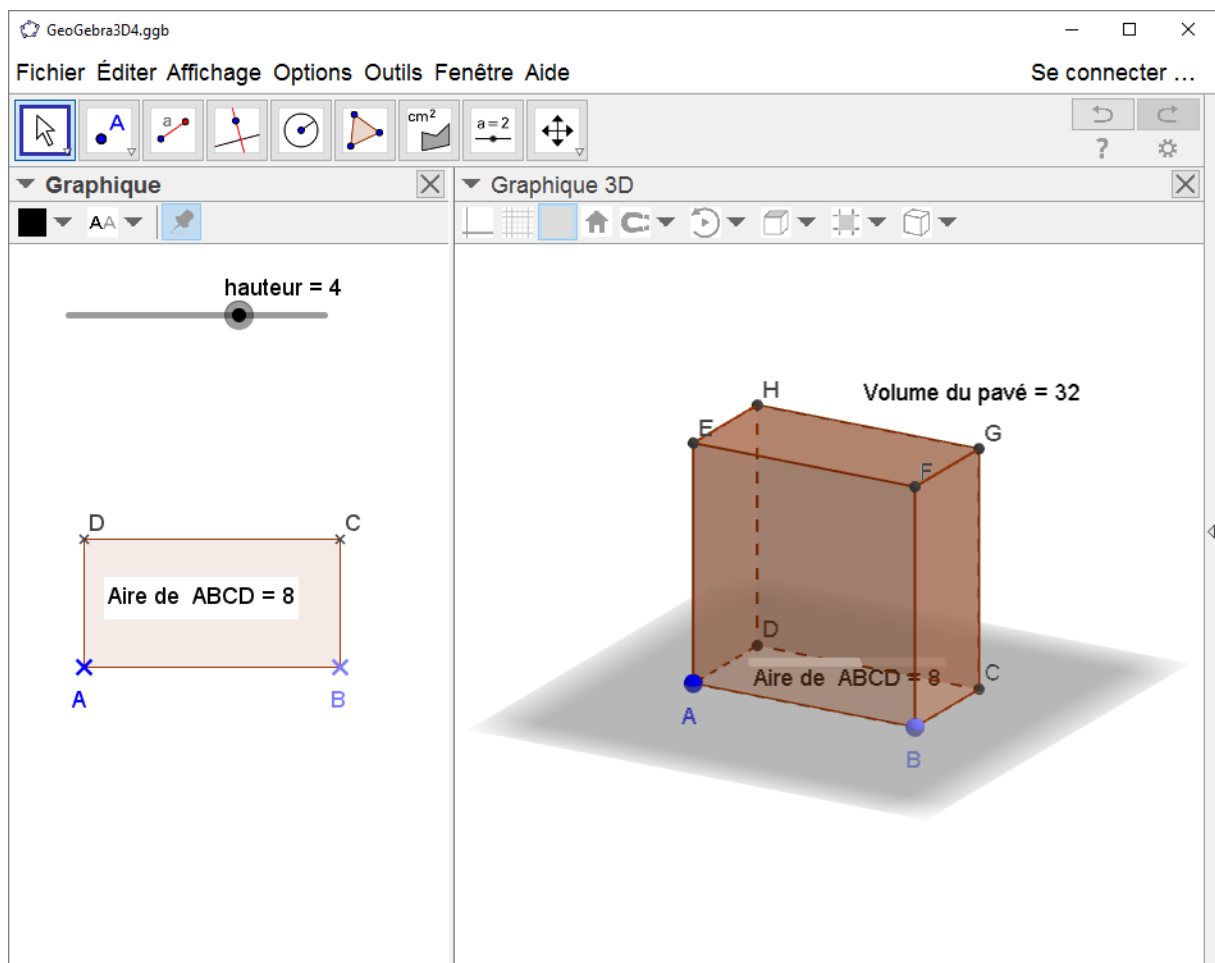 GeoGebra3D4.ggb
Fichier Éditer Affichage Options Outils Fenêtre Aide Se connecter ...
A a cm² a=2 ?
Graphique
AA
hauteur = 4
D C
Aire de ABCD = 8
A B
Graphique 3D
H Volume du pavé = 32
E G
F
D
Aire de ABCD = 8 C
A
B